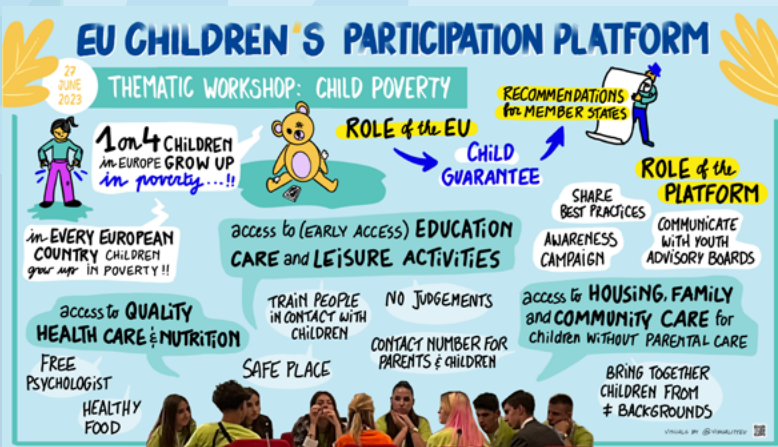 EU CHILDREN'S PARTICIPATION PLATFORM
27
JUNE
2023
THEMATIC WORKSHOP: CHILD POVERTY
1 on 4 CHILDREN
in EUROPE GROW UP
in poverty...!!
ROLE of the EU
CHILD
GUARANTEE
RECOMMENDATIONS
for MEMBER STATES
ROLE of the
PLATFORM
SHARE
BEST PRACTICES
AWARENESS
CAMPAIGN
COMMUNICATE
WITH YOUTH
ADVISORY BOARDS
in EVERY EUROPEAN
COUNTRY CHILDREN
grow up IN POVERTY!!
access to (EARLY ACCESS) EDUCATION
CARE and LEISURE ACTIVITIES
access to QUALITY
HEALTH CARE & NUTRITION
FREE
PSYCHOLOGIST
HEALTHY
FOOD
TRAIN PEOPLE
IN CONTACT WITH
CHILDREN
NO JUDGEMENTS
SAFE PLACE
CONTACT NUMBER FOR
PARENTS & CHILDREN
access to HOUSING, FAMILY
and COMMUNITY CARE for
children WITHOUT PARENTAL CARE
BRING TOGETHER
CHILDREN FROM
≠ BACKGROUNDS
VISUALS BY